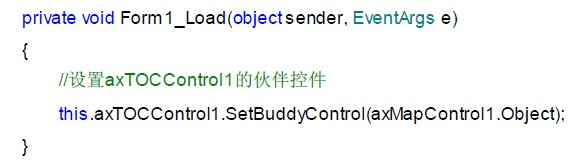 private void Form1_Load(object sender, EventArgs e)
{
//设置axTOCControl1的伙伴控件
this.axTOCControl1.SetBuddyControl(axMapControl1.Object);
}